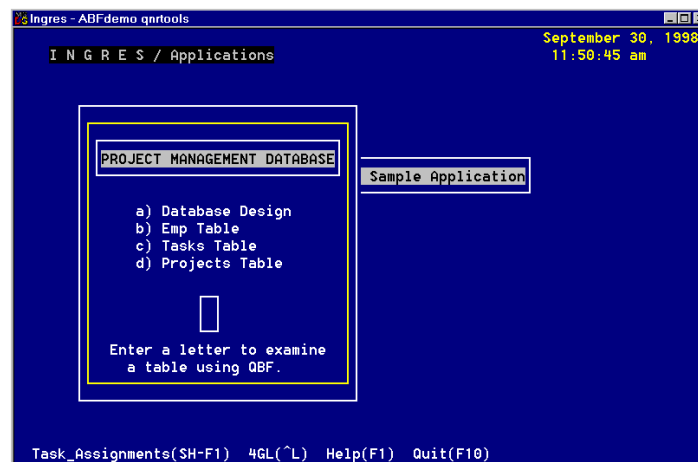 Ingres - ABFdemo qnrtools
September 30, 1998
I N G R E S / Applications
11:50:45 am
PROJECT MANAGEMENT DATABASE
Sample Application
a) Database Design
b) Emp Table
c) Tasks Table
d) Projects Table
Enter a letter to examine
a table using QBF.
Task_Assignments(SH-F1) 4GL(^L) Help(F1) Quit(F10)